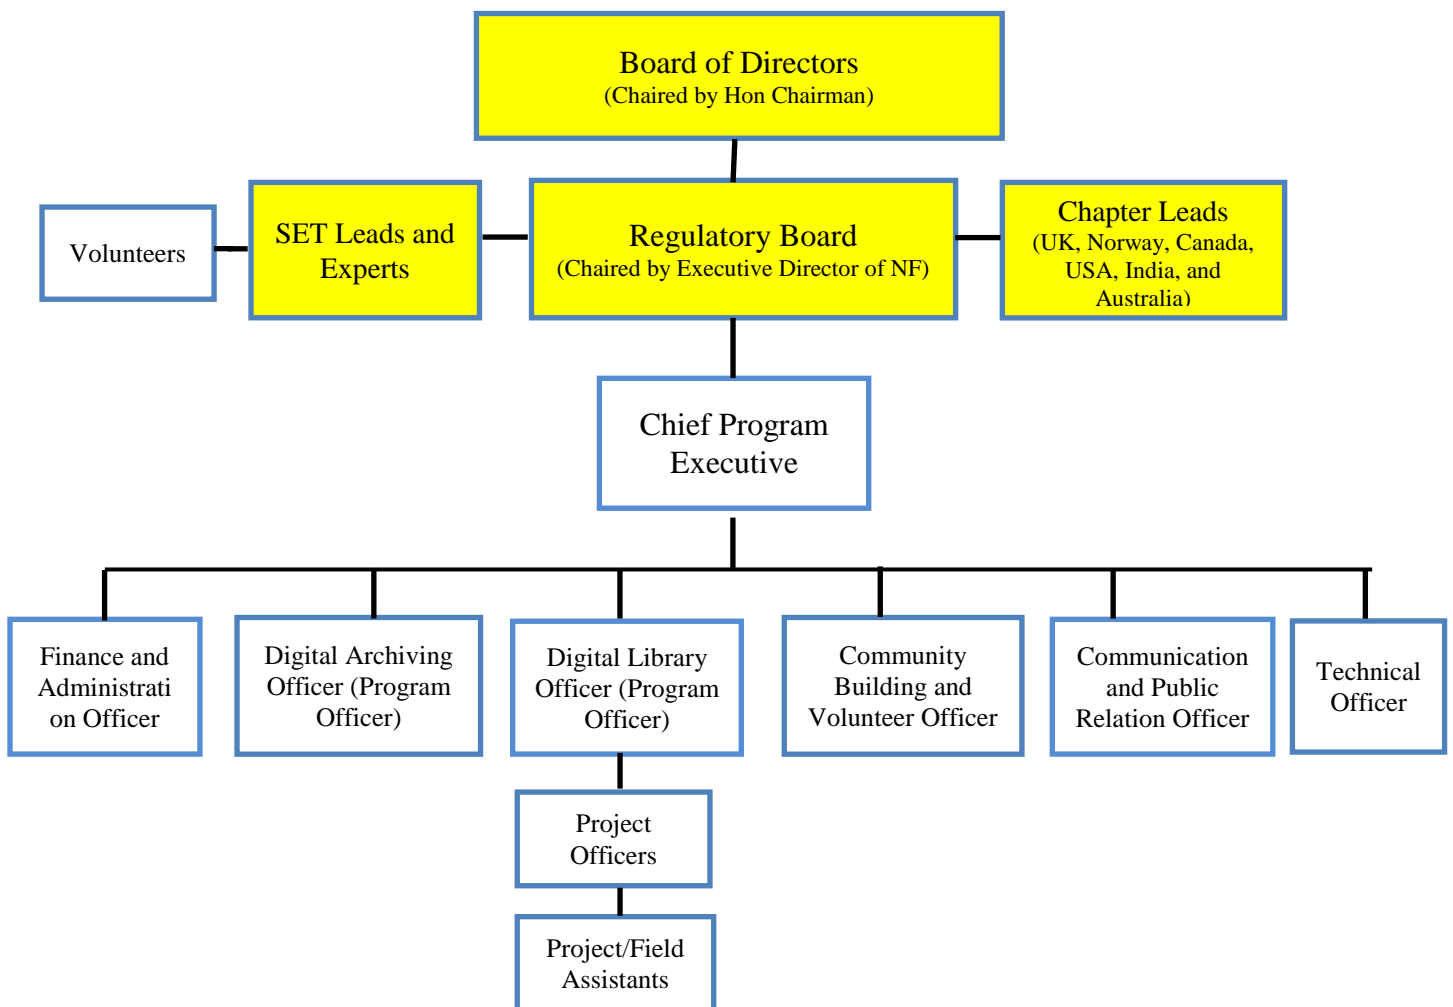 Board of Directors
(Chaired by Hon Chairman)
Volunteers
SET Leads and
Experts
Regulatory Board
(Chaired by Executive Director of NF)
Chapter Leads
(UK, Norway, Canada,
USA, India, and
Australia)
Chief Program
Executive
Finance and
Administrati
on Officer
Digital Archiving
Officer (Program
Officer)
Digital Library
Officer (Program
Officer)
Community
Building and
Volunteer Officer
Communication
and Public
Relation Officer
Technical
Officer
Project
Officers
Project/Field
Assistants